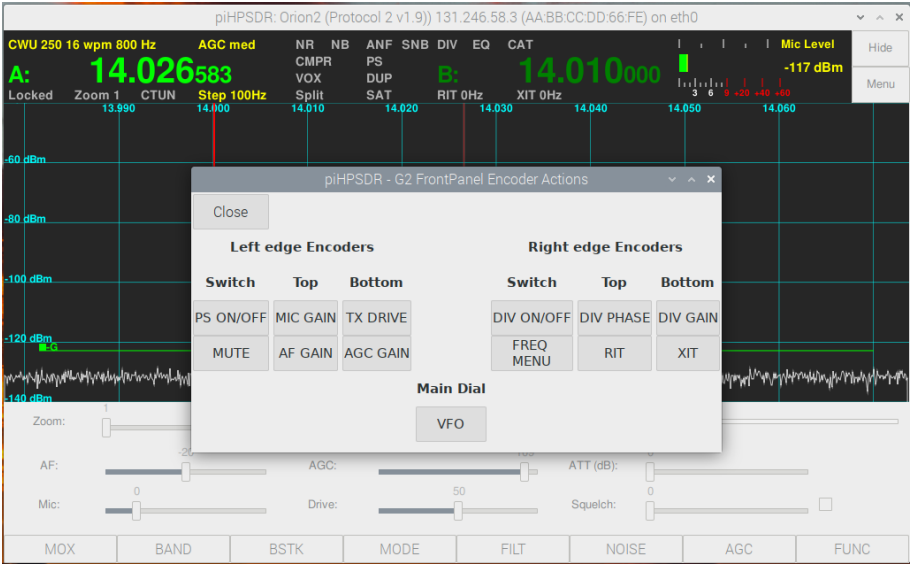 piHPSDR: Orion2 (Protocol 2 v1.9)) 131.246.58.3 (AA:BB:CC:DD:66:FE) on eth0
CWU 250 16 wpm 800 Hz AGC med NR NB ANF SNB DIV EQ CAT Mic Level Hide
CMPR PS
A: 14.026583 VOX DUP B: 14.010000 -117 dBm Menu
Locked Zoom 1 CTUN Step 100Hz Split SAT RIT 0Hz XIT 0Hz 3 6 9 +20 +40 +60
13.990 14.000 14.010 14.020 14.030 14.040 14.050 14.060
-60 dBm
piHPSDR - G2 FrontPanel Encoder Actions
Close
-80 dBm
Left edge Encoders Right edge Encoders
-100 dBm
Switch Top Bottom Switch Top Bottom
PS ON/OFF MIC GAIN TX DRIVE DIV ON/OFF DIV PHASE DIV GAIN
-120 dBm
-G
MUTE AF GAIN AGC GAIN FREQ MENU RIT XIT
Main Dial
-140 dBm
1
Zoom: VFO
AF: AGC: ATT (dB):
0 50 0
Mic: Drive: Squelch:
MOX BAND BSTK MODE FILT NOISE AGC FUNC